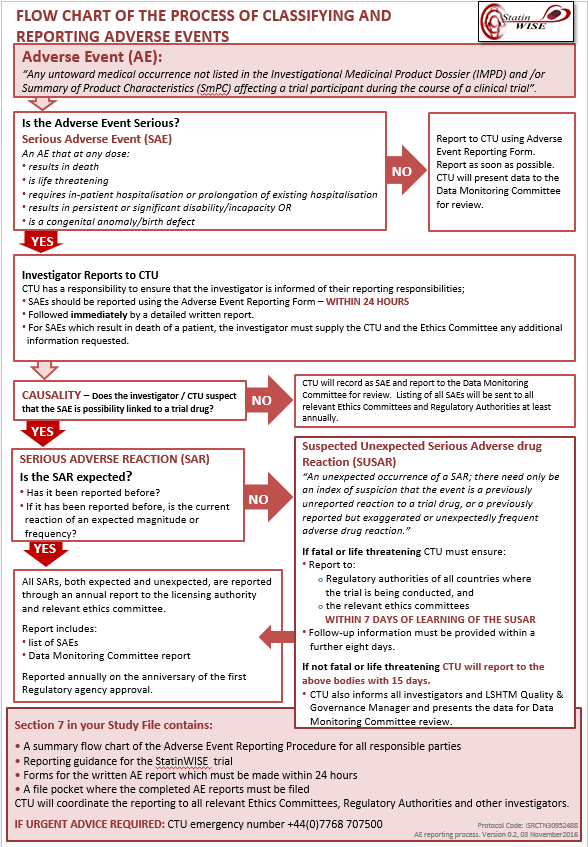 FLOW CHART OF THE PROCESS OF CLASSIFYING AND
REPORTING ADVERSE EVENTS
Statin
WISE
Adverse Event (AE):
“Any untoward medical occurrence not listed in the Investigational Medicinal Product Dossier (IMPD) and /or
Summary of Product Characteristics (SmPC) affecting a trial participant during the course of a clinical trial”.
Is the Adverse Event Serious?
Serious Adverse Event (SAE)
An AE that at any dose:
• results in death
• is life threatening
• requires in-patient hospitalisation or prolongation of existing hospitalisation
• results in persistent or significant disability/incapacity OR
• is a congenital anomaly/birth defect
NO
Report to CTU using Adverse
Event Reporting Form.
Report as soon as possible.
CTU will present data to the
Data Monitoring Committee
for review.
YES
Investigator Reports to CTU
CTU has a responsibility to ensure that the investigator is informed of their reporting responsibilities;
• SAEs should be reported using the Adverse Event Reporting Form – WITHIN 24 HOURS
• Followed immediately by a detailed written report.
• For SAEs which result in death of a patient, the investigator must supply the CTU and the Ethics Committee any additional
information requested.
CAUSALITY – Does the investigator / CTU suspect
that the SAE is possibility linked to a trial drug?
NO
CTU will record as SAE and report to the Data Monitoring
Committee for review. Listing of all SAEs will be sent to all
relevant Ethics Committees and Regulatory Authorities at least
annually.
YES
SERIOUS ADVERSE REACTION (SAR)
Is the SAR expected?
• Has it been reported before?
• If it has been reported before, is the current
reaction of an expected magnitude or
frequency?
NO
Suspected Unexpected Serious Adverse drug
Reaction (SUSAR)
“An unexpected occurrence of a SAR; there need only be
an index of suspicion that the event is a previously
unreported reaction to a trial drug, or a previously
reported but exaggerated or unexpectedly frequent
adverse drug reaction.”
If fatal or life threatening CTU must ensure:
• Report to:
o Regulatory authorities of all countries where
the trial is being conducted, and
o the relevant ethics committees
WITHIN 7 DAYS OF LEARNING OF THE SUSAR
• Follow-up information must be provided within a
further eight days.
If not fatal or life threatening CTU will report to the
above bodies with 15 days.
• CTU also informs all investigators and LSHTM Quality &
Governance Manager and presents the data for Data
Monitoring Committee review.
YES
All SARs, both expected and unexpected, are reported
through an annual report to the licensing authority
and relevant ethics committee.
Report includes:
• list of SAEs
• Data Monitoring Committee report
Reported annually on the anniversary of the first
Regulatory agency approval.
Section 7 in your Study File contains:
• A summary flow chart of the Adverse Event Reporting Procedure for all responsible parties
• Reporting guidance for the StatinWISE trial
• Forms for the written AE report which must be made within 24 hours
• A file pocket where the completed AE reports must be filed
CTU will coordinate the reporting to all relevant Ethics Committees, Regulatory Authorities and other investigators.
IF URGENT ADVICE REQUIRED: CTU emergency number +44(0)7768 707500
Protocol Code: ISRCTN30952488
AE reporting process. Version 0.2, 03 November2016